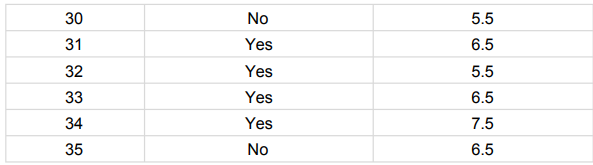 30 No 5.5
31 Yes 6.5
32 Yes 5.5
33 Yes 6.5
34 Yes 7.5
35 No 6.5